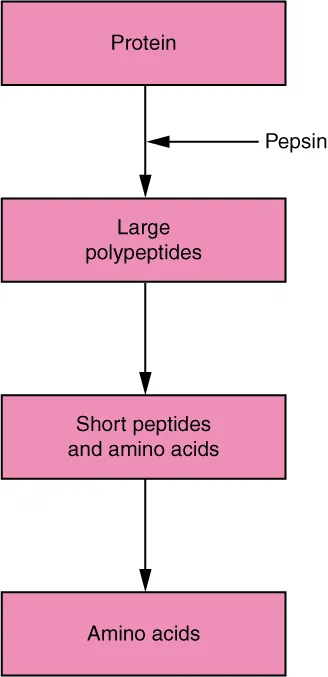 Protein
Pepsin
Large
polypeptides
Short peptides
and amino acids
Amino acids